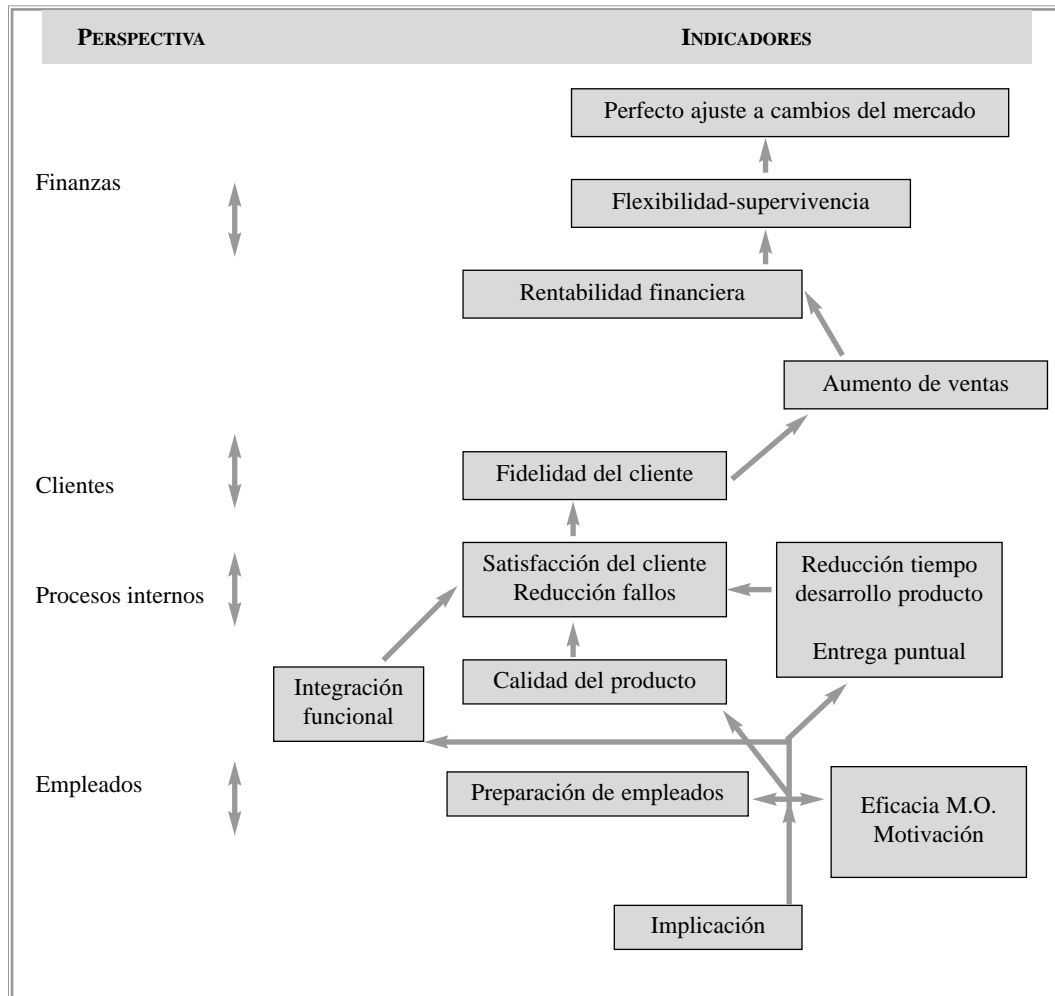 PERSPECTIVA
INDICADORES
Perfecto ajuste a cambios del mercado
Finanzas
Flexibilidad-supervivencia
Rentabilidad financiera
Aumento de ventas
Fidelidad del cliente
Clientes
Satisfacción del cliente
Reducción fallos
Reducción tiempo
desarrollo producto
Entrega puntual
Procesos internos
Integración
funcional
Calidad del producto
Empleados
Preparación de empleados
Eficacia M.O.
Motivación
Implicación